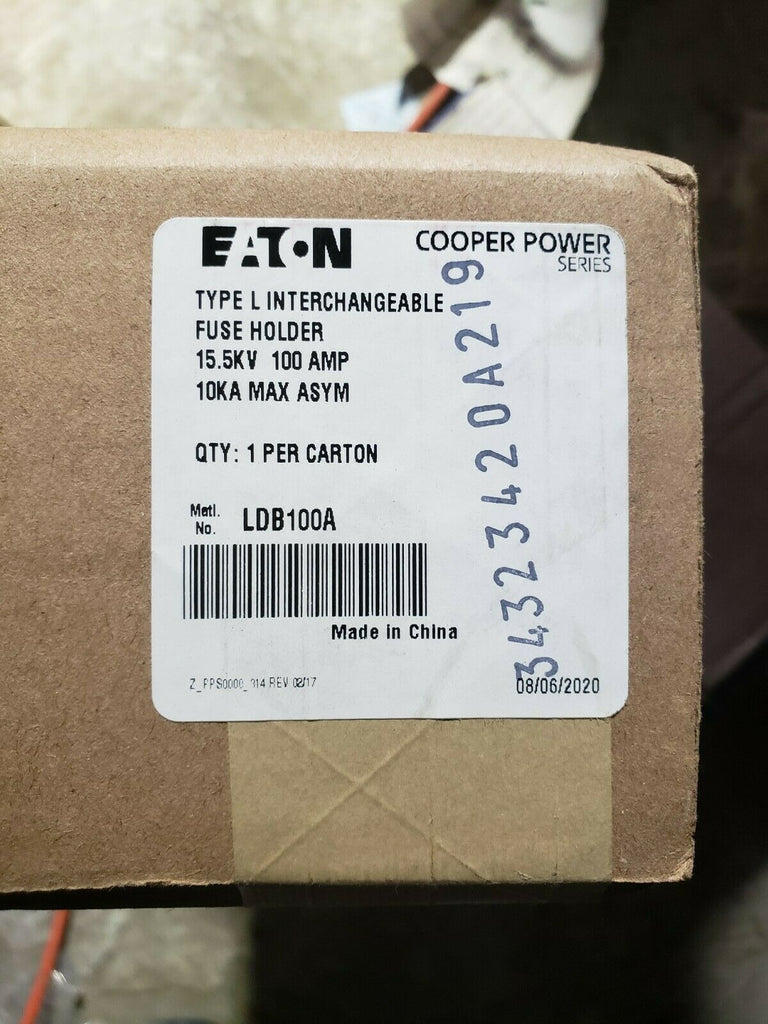 EATON
COOPER POWER
SERIES
TYPE L INTERCHANGEABLE
FUSE HOLDER
15.5KV 100 AMP
10KA MAX ASYM
QTY: 1 PER CARTON
Matl.
No. LDB100A
Made in China
Z_PPS0000_314 REV 02/17
08/06/2020
34323420A219